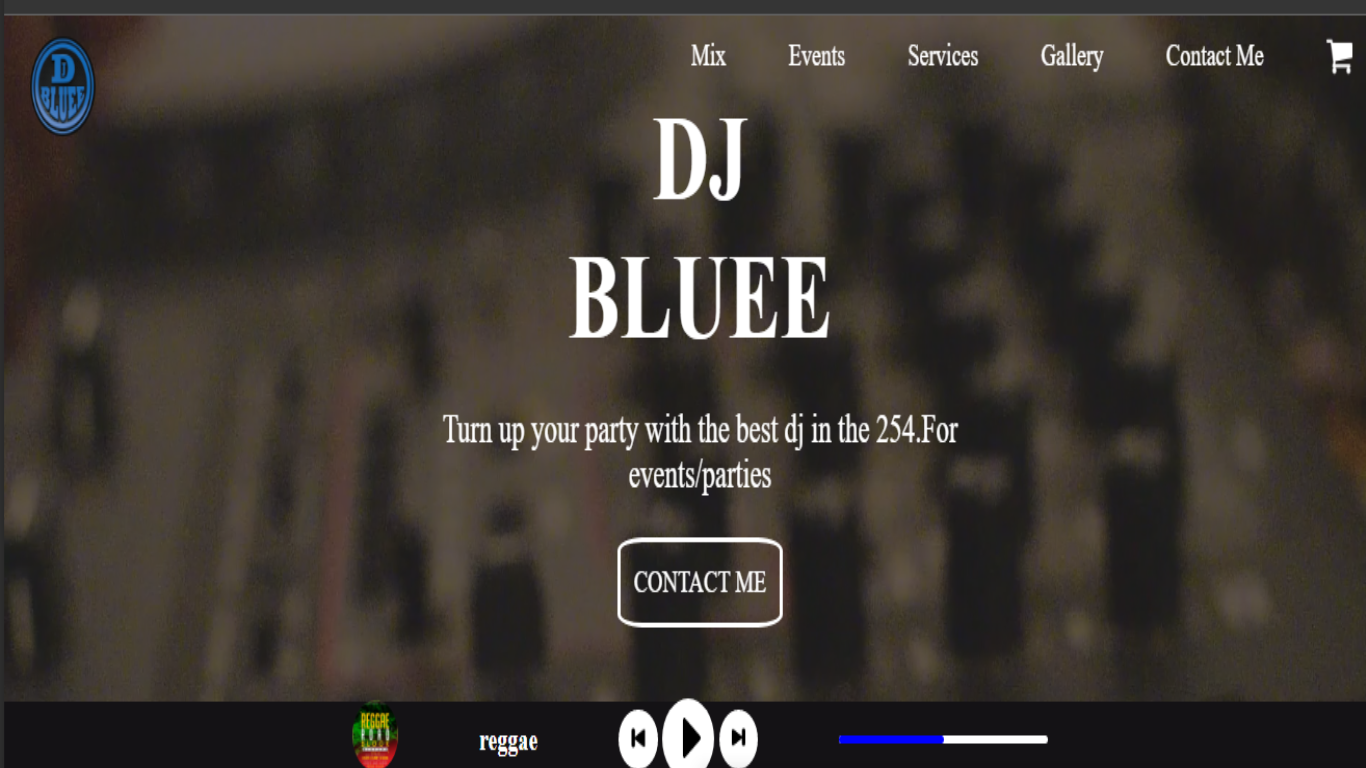 D
BLUEE
Mix Events Services Gallery Contact Me
DJ
BLUEE
Turn up your party with the best dj in the 254.For
events/parties
CONTACT ME
REGGAE
reggae